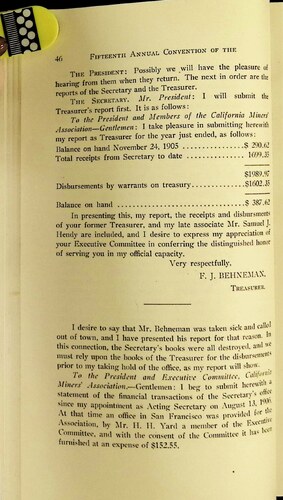 46 FIFTEENTH ANNUAL CONVENTION OF THE
THE PRESIDENT: Possibly we will have the pleasure of
hearing from them when they return. The next in order are the
reports of the Secretary and the Treasurer.
THE SECRETARY, Mr. President: I will submit the
Treasurer's report first. It is as follows:
To the President and Members of the California Miners'
Association—Gentlemen: I take pleasure in submitting herewith
my report as Treasurer for the year just ended, as follows:
Balance on hand November 24, 1905 ..................$ 290.62
Total receipts from Secretary to date ................. 1699.35
$1989.97
Disbursements by warrants on treasury..............$1602.35
Balance on hand ....................................$ 387.62
In presenting this, my report, the receipts and disbursments
of your former Treasurer, and my late associate Mr. Samuel J.
Hendy are included, and I desire to express my appreciation of
your Executive Committee in conferring the distinguished honor
of serving you in my official capacity.
Very respectfully,
F. J. BEHNEMAN,
TREASURER.
I desire to say that Mr. Behneman was taken sick and called
out of town, and I have presented his report for that reason. In
this connection, the Secretary's books were all destroyed, and we
must rely upon the books of the Treasurer for the disbursements
prior to my taking hold of the office, as my report will show.
To the President and Executive Committee, California
Miners' Association,—Gentlemen: I beg to submit herewith a
statement of the financial transactions of the Secretary's office
since my appointment as Acting Secretary on August 13, 1906.
At that time an office in San Francisco was provided for the
Association, by Mr. H. H. Yard a member of the Executive
Committee, and with the consent of the Committee it has been
furnished at an expense of $152.55.